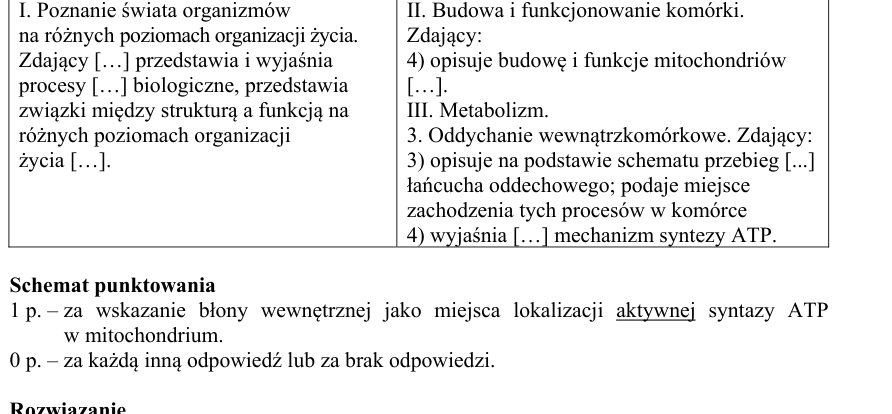 I. Poznanie świata organizmów
na różnych poziomach organizacji życia.
Zdający […] przedstawia i wyjaśnia
procesy […] biologiczne, przedstawia
związki między strukturą a funkcją na
różnych poziomach organizacji
życia […].
II. Budowa i funkcjonowanie komórki.
Zdający:
4) opisuje budowę i funkcje mitochondriów
[…].
III. Metabolizm.
3. Oddychanie wewnątrzkomórkowe. Zdający:
3) opisuje na podstawie schematu przebieg [...]
łańcucha oddechowego; podaje miejsce
zachodzenia tych procesów w komórce
4) wyjaśnia […] mechanizm syntezy ATP.
Schemat punktowania
1 p. – za wskazanie błony wewnętrznej jako miejsca lokalizacji aktywnej syntazy ATP
w mitochondrium.
0 p. – za każdą inną odpowiedź lub za brak odpowiedzi.
Rozwiązanie